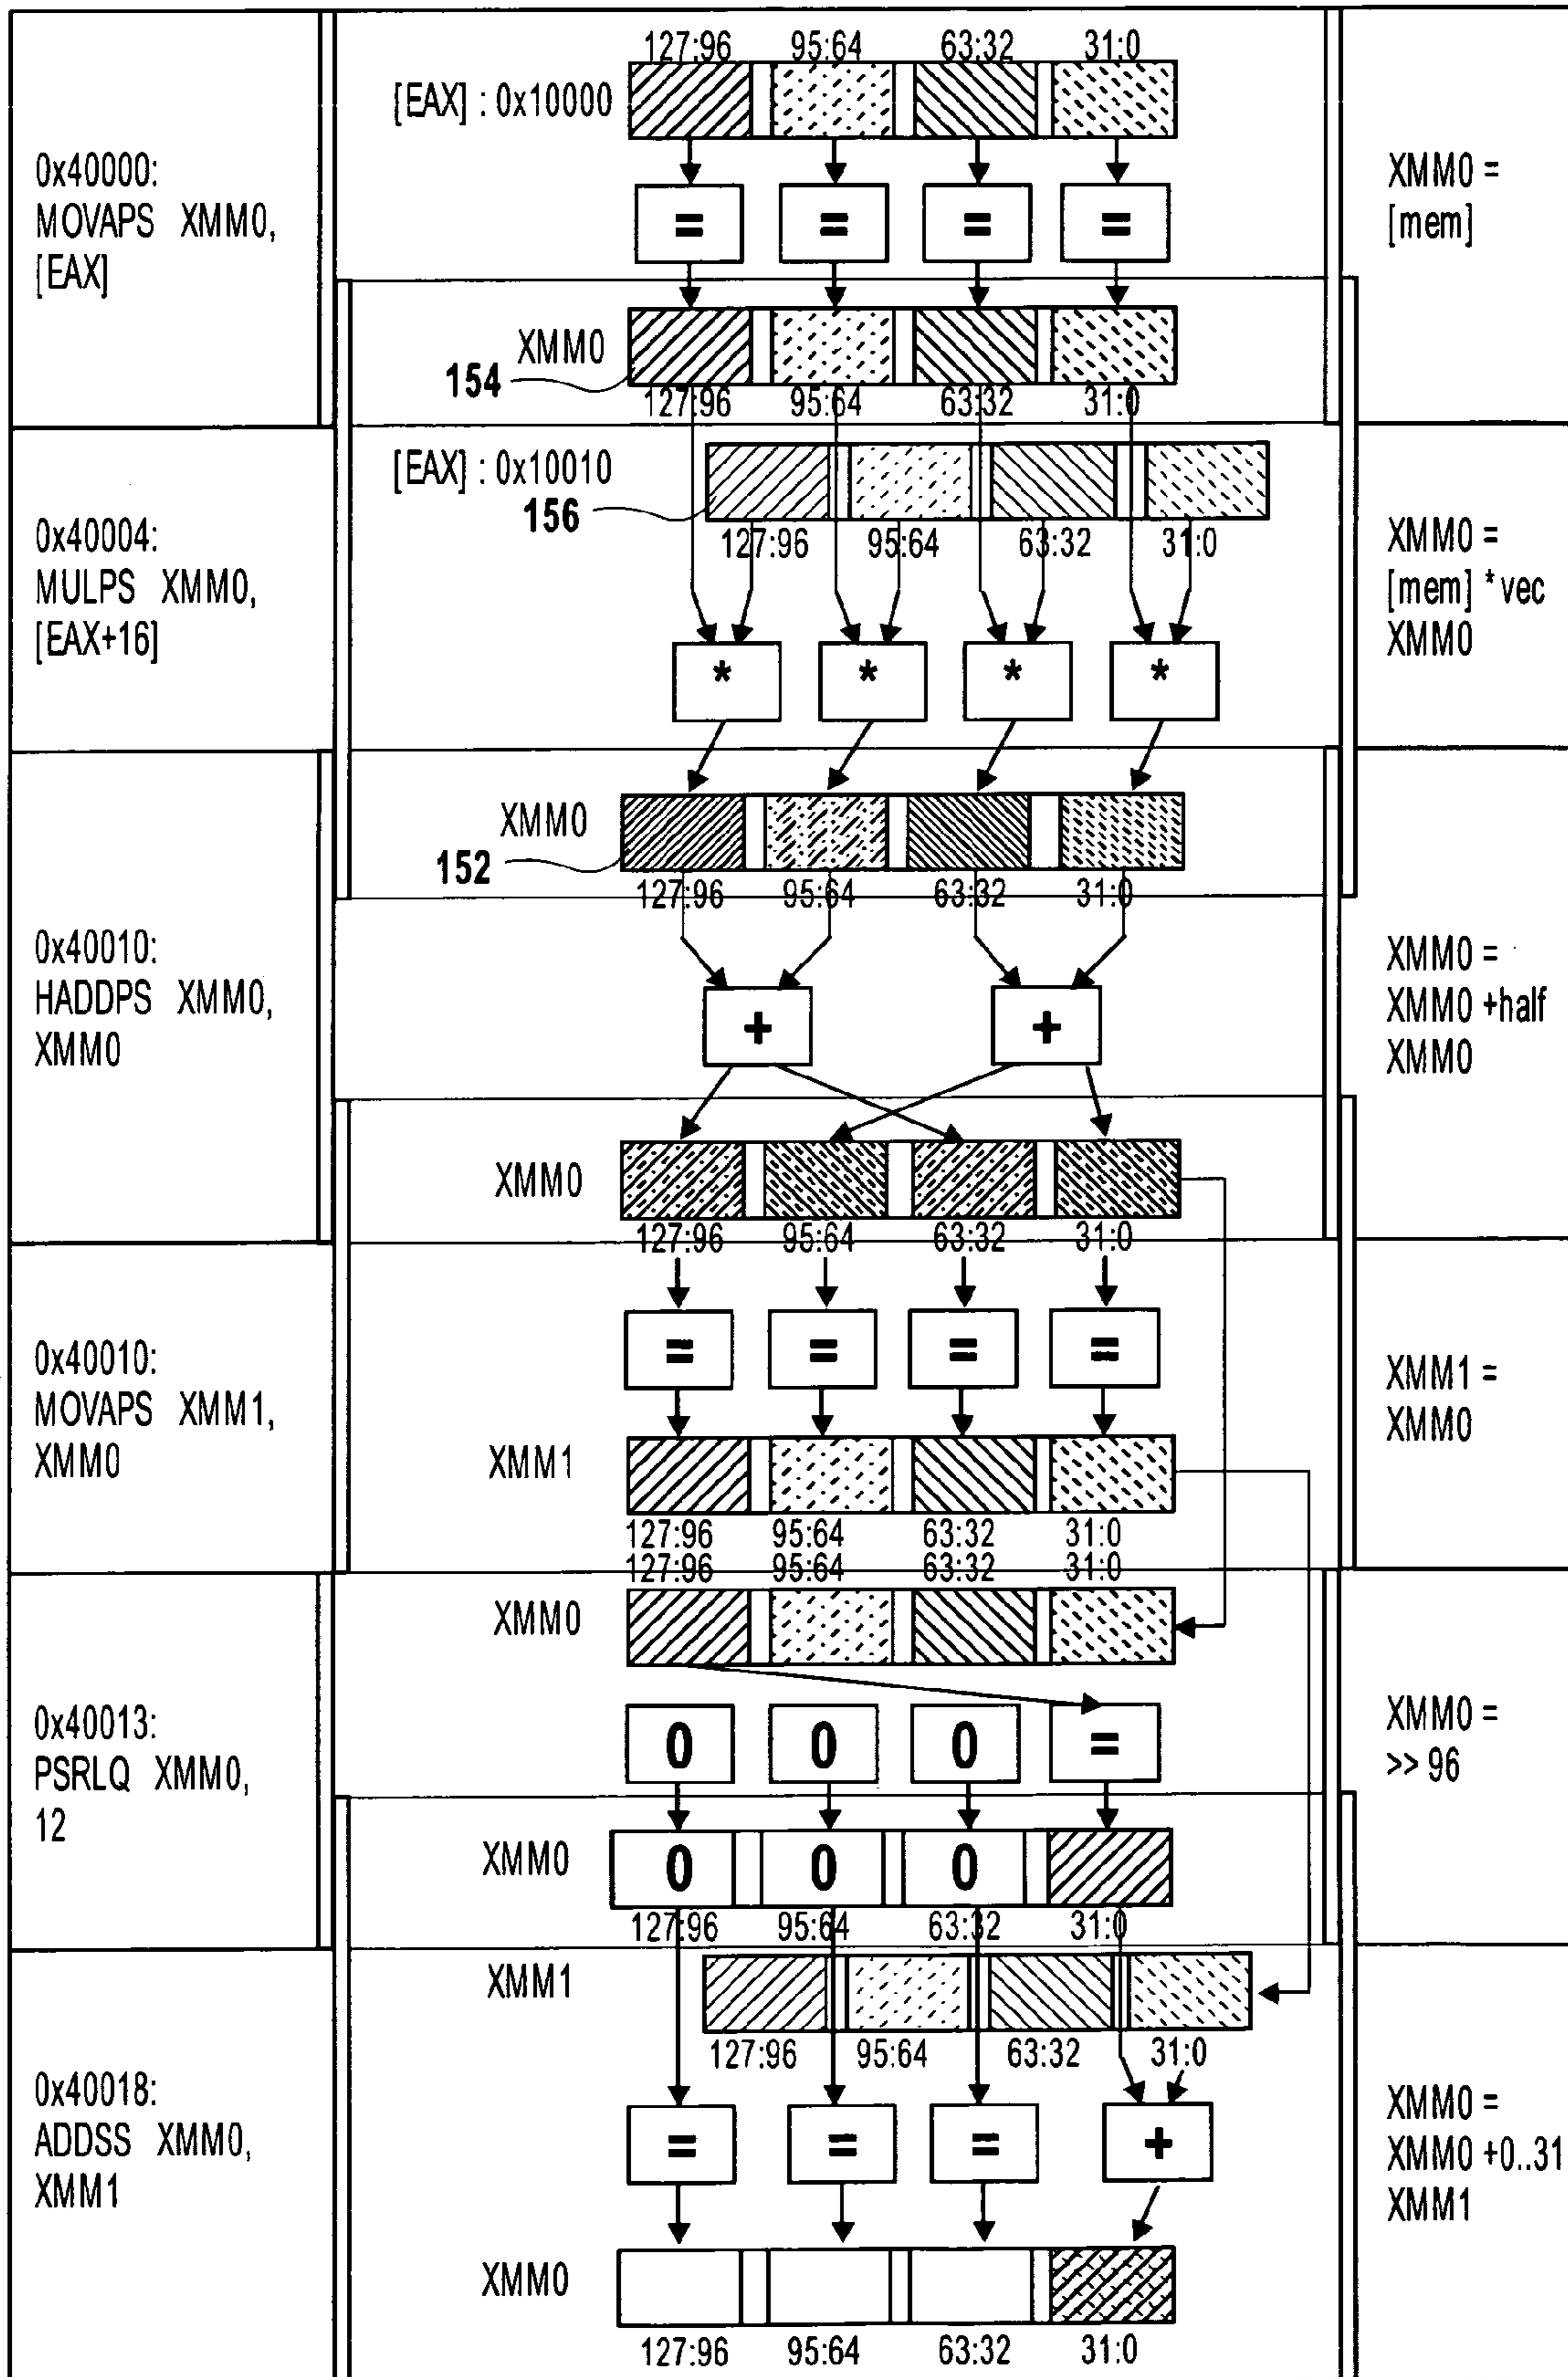 0x40000:
MOVAPS XMM0,
[EAX]
127:96 95:64 63:32 31:0
[EAX] : 0x10000
= = = =
XMM0
154
127:96 95:64 63:32 31:0
XMM0 =
[mem]
0x40004:
MULPS XMM0,
[EAX+16]
[EAX] : 0x10010
156
127:96 95:64 63:32 31:0
* * * *
XMM0 =
[mem] *vec
XMM0
0x40010:
HADDPS XMM0,
XMM0
XMM0
152
127:96 95:64 63:32 31:0
+ +
XMM0
127:96 95:64 63:32 31:0
XMM0 =
XMM0 +half
XMM0
0x40010:
MOVAPS XMM1,
XMM0
= = = =
XMM1
127:96 95:64 63:32 31:0
XMM1 =
XMM0
0x40013:
PSRLQ XMM0,
12
127:96 95:64 63:32 31:0
XMM0
0 0 0 =
XMM0 0 0 0
127:96 95:64 63:32 31:0
XMM0 =
>> 96
0x40018:
ADDSS XMM0,
XMM1
XMM1
127:96 95:64 63:32 31:0
= = = +
XMM0
127:96 95:64 63:32 31:0
XMM0 =
XMM0 +0..31
XMM1